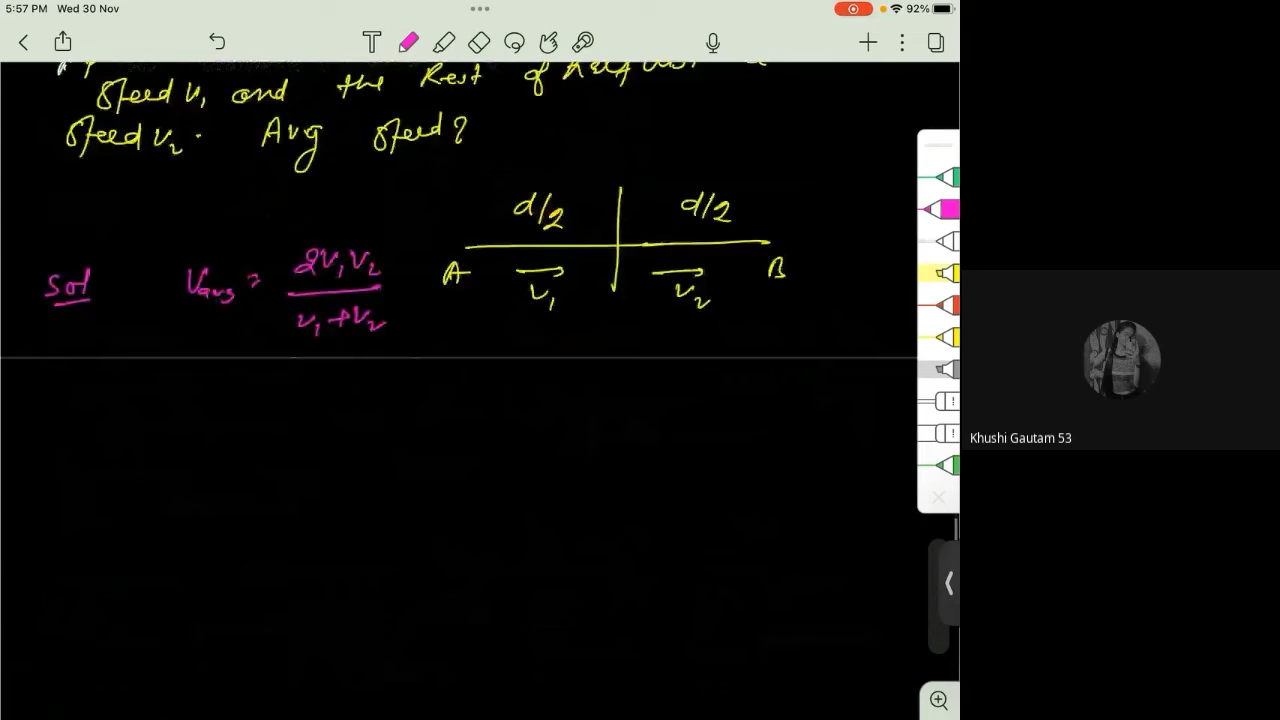 5:57 PM Wed 30 Nov
92%
T
Speed V₁ and the Rest of Half
Speed V₂. Avg Speed?
d/2 d/2
A B
V₁ V₂
Sol Vavg = 2V₁V₂ / V₁ + V₂
Khushi Gautam 53